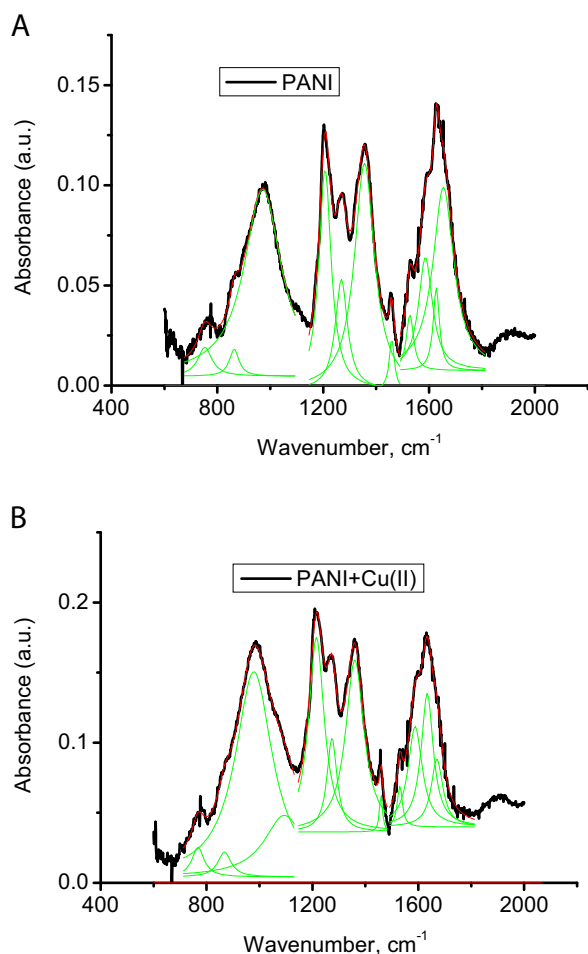 A
PANI
0.15
0.10
0.05
0.00
Absorbance (a.u.)
400 800 1200 1600 2000
Wavenumber, cm-1
B
PANI+Cu(II)
0.2
0.1
0.0
Absorbance (a.u.)
400 800 1200 1600 2000
Wavenumber, cm-1